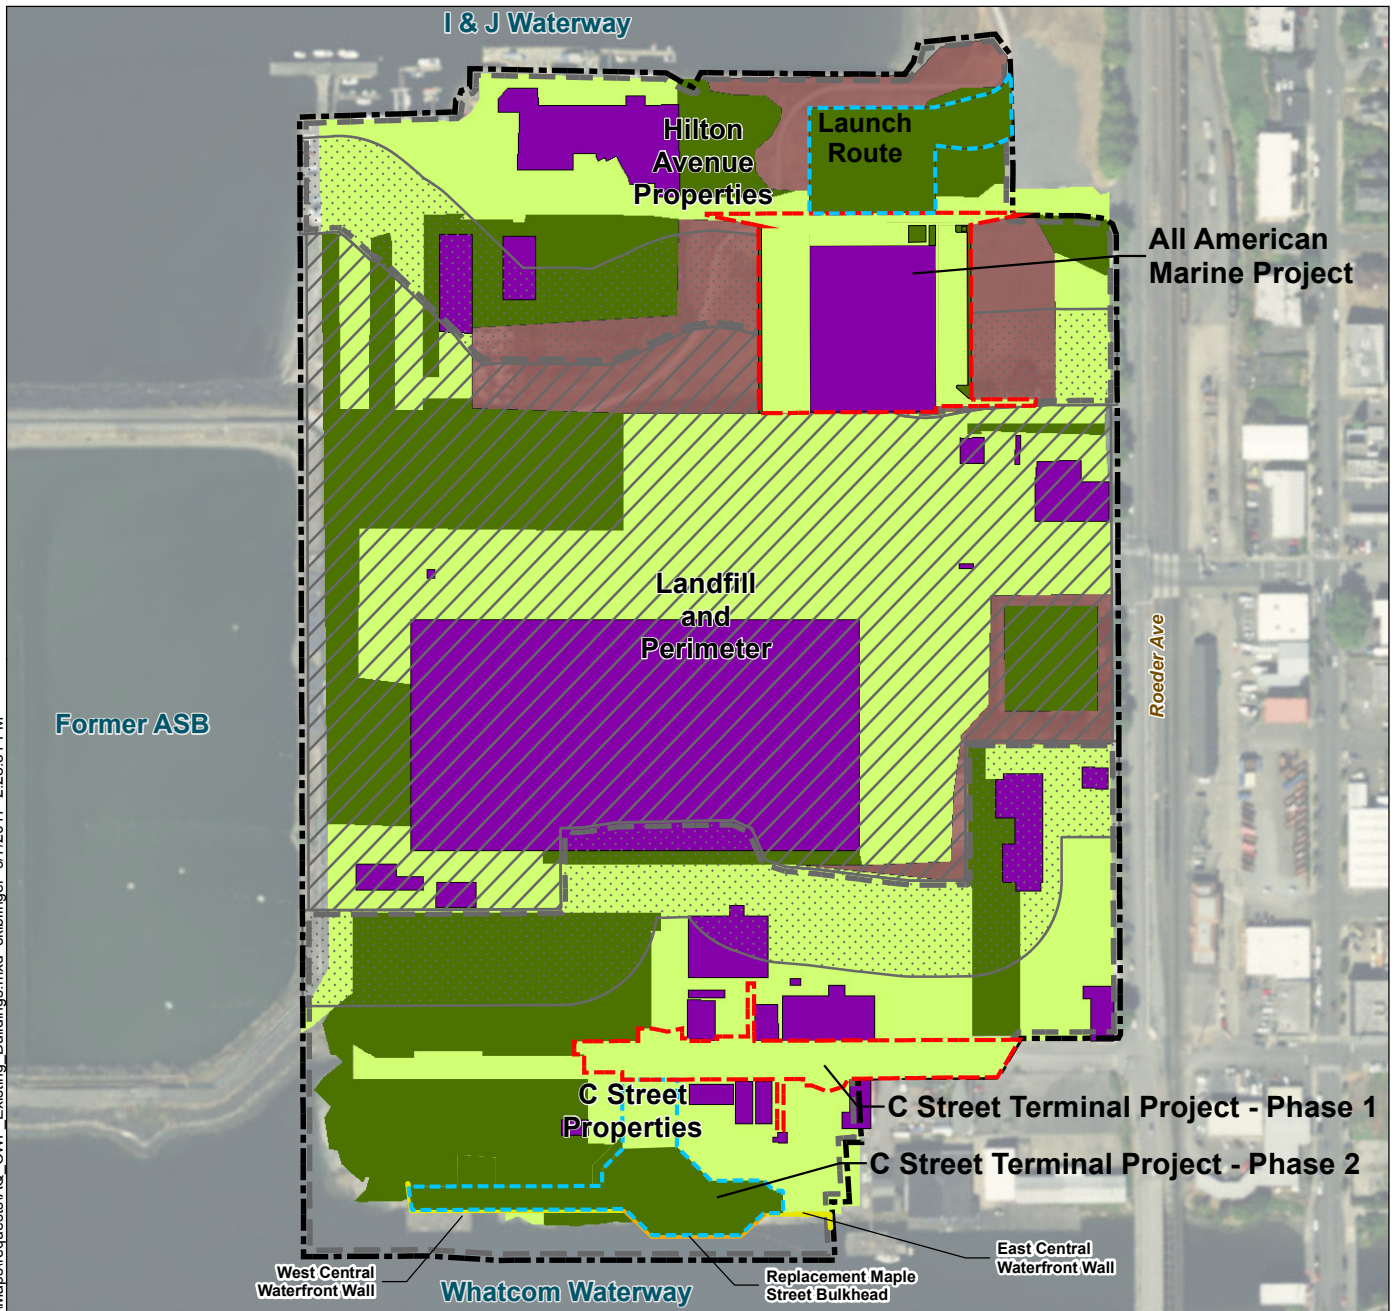 I & J Waterway
Hilton
Avenue
Properties
Launch
Route
All American
Marine Project
Landfill
and
Perimeter
Former ASB
Roeder Ave
C Street
Properties
C Street Terminal Project - Phase 1
C Street Terminal Project - Phase 2
West Central
Waterfront Wall
Whatcom Waterway
Replacement Maple
Street Bulkhead
East Central
Waterfront Wall